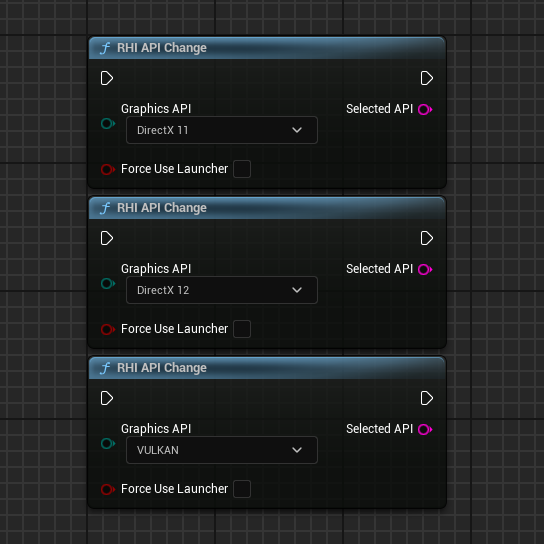 RHI API Change
Graphics API
Selected API
DirectX 11
Force Use Launcher
RHI API Change
Graphics API
Selected API
DirectX 12
Force Use Launcher
RHI API Change
Graphics API
Selected API
VULKAN
Force Use Launcher